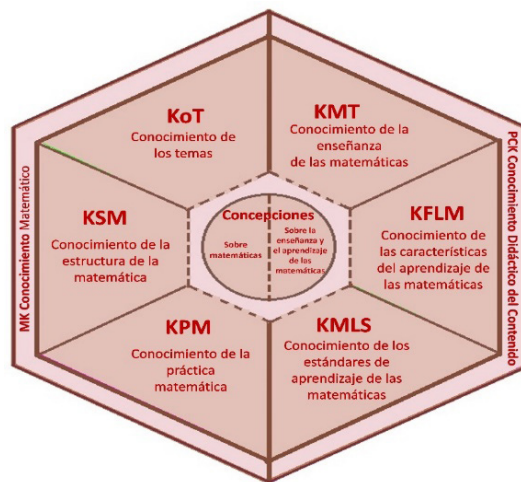 KoT
Conocimiento de
los temas
KMT
Conocimiento de la
enseñanza
de las matemáticas
MK Conocimiento Matemático
KSM
Conocimiento de la
estructura de la
matemática
Concepciones
Sobre
matemáticas
Sobre la
enseñanza y
el aprendizaje
de las
matemáticas
KFLM
Conocimiento de
las características
del aprendizaje de
las matemáticas
PCK Conocimiento Didáctico del Contenido
KPM
Conocimiento de la
práctica
matemática
KMLS
Conocimiento de los
estándares de
aprendizaje de las
matemáticas